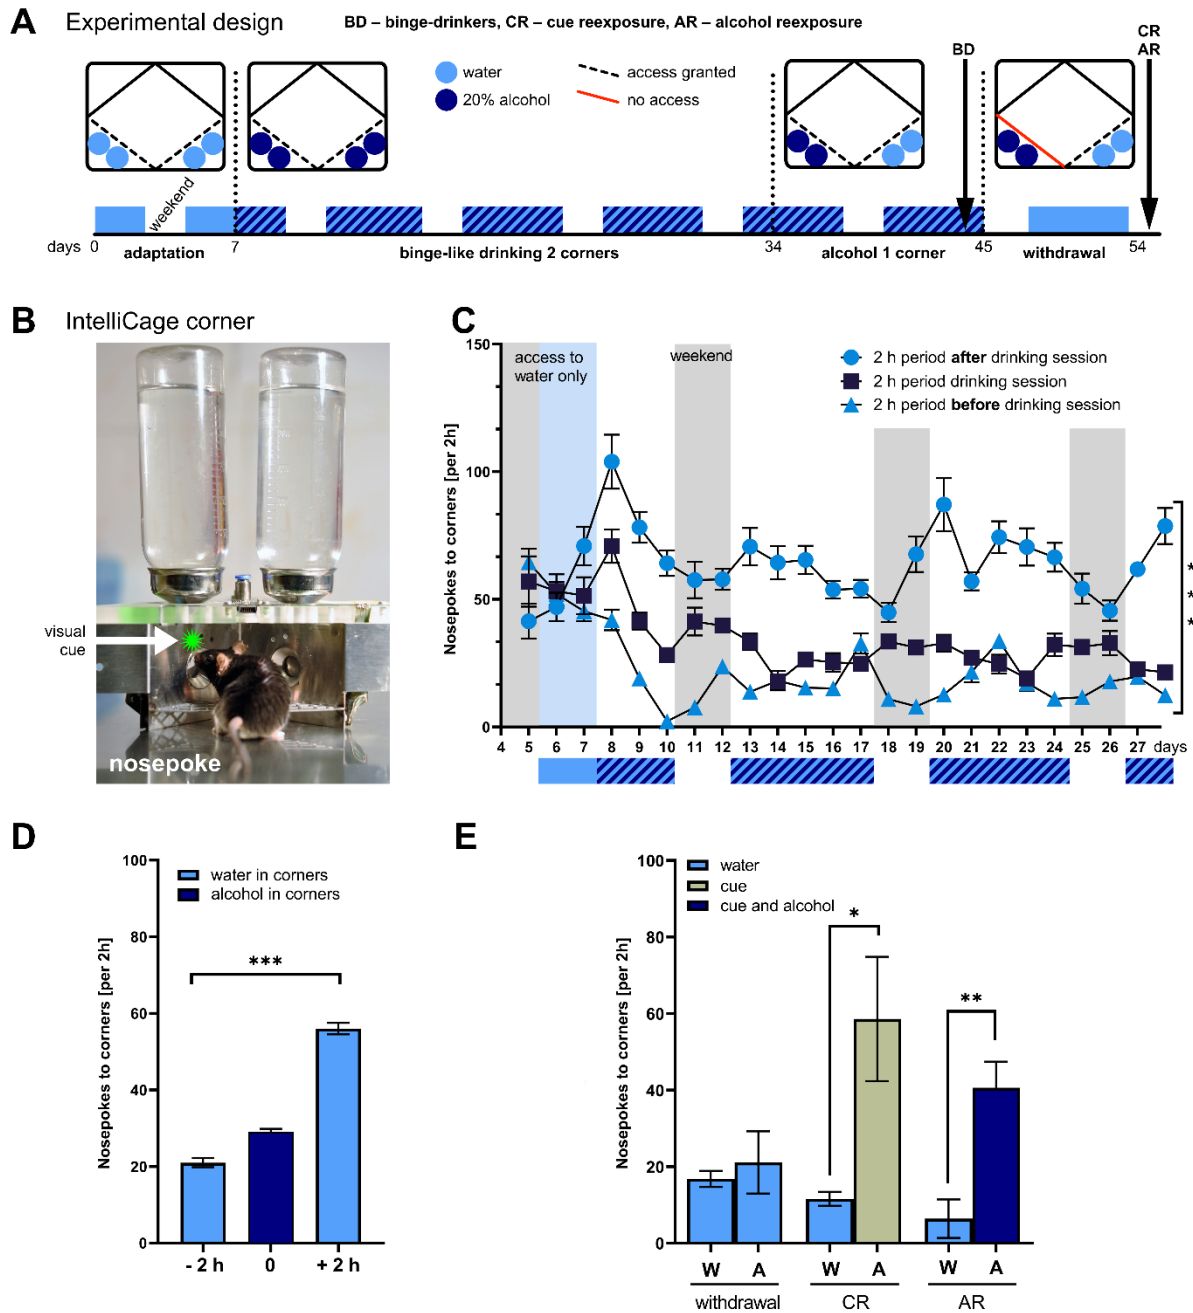 A Experimental design
BD – binge-drinkers, CR – cue reexposure, AR – alcohol reexposure
water
20% alcohol
access granted
no access
BD
CR
AR
weekend
days 0 7 34 45 54
adaptation
binge-like drinking 2 corners
alcohol 1 corner
withdrawal
B IntelliCage corner
visual
cue
nosepoke
C
Nosepokes to corners [per 2h]
150
100
50
0
access to
water only
weekend
2 h period after drinking session
2 h period drinking session
2 h period before drinking session
*
*
*
4 5 6 7 8 9 10 11 12 13 14 15 16 17 18 19 20 21 22 23 24 25 26 27 days
D
Nosepokes to corners [per 2h]
100
80
60
40
20
0
water in corners
alcohol in corners
***
- 2 h 0 + 2 h
E
Nosepokes to corners [per 2h]
100
80
60
40
20
0
water
cue
cue and alcohol
*
**
W A W A W A
withdrawal CR AR